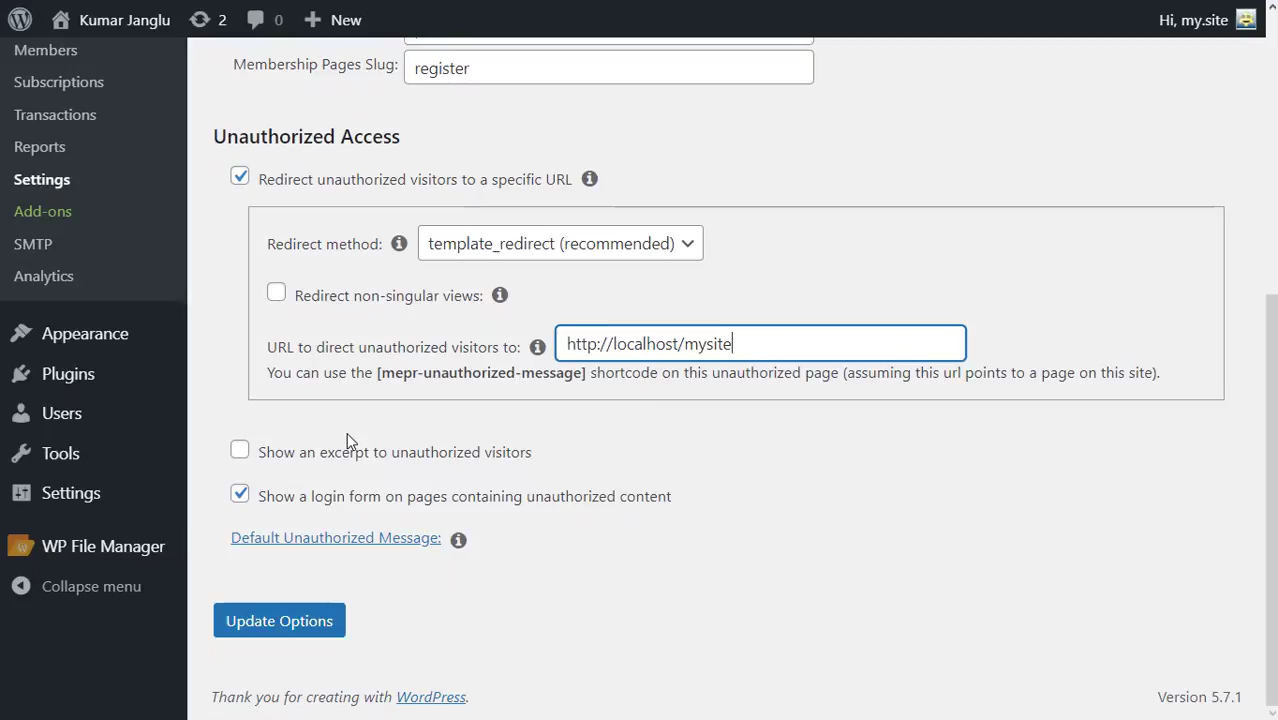 Kumar Janglu 2 0 New Hi, my.site
Members
Subscriptions
Transactions
Reports
Settings
Add-ons
SMTP
Analytics
Appearance
Plugins
Users
Tools
Settings
WP File Manager
Collapse menu
Membership Pages Slug: register
Unauthorized Access
Redirect unauthorized visitors to a specific URL
Redirect method: template_redirect (recommended)
Redirect non-singular views:
URL to direct unauthorized visitors to: http://localhost/mysite
You can use the [mepr-unauthorized-message] shortcode on this unauthorized page (assuming this url points to a page on this site).
Show an excerpt to unauthorized visitors
Show a login form on pages containing unauthorized content
Default Unauthorized Message:
Update Options
Thank you for creating with WordPress. Version 5.7.1